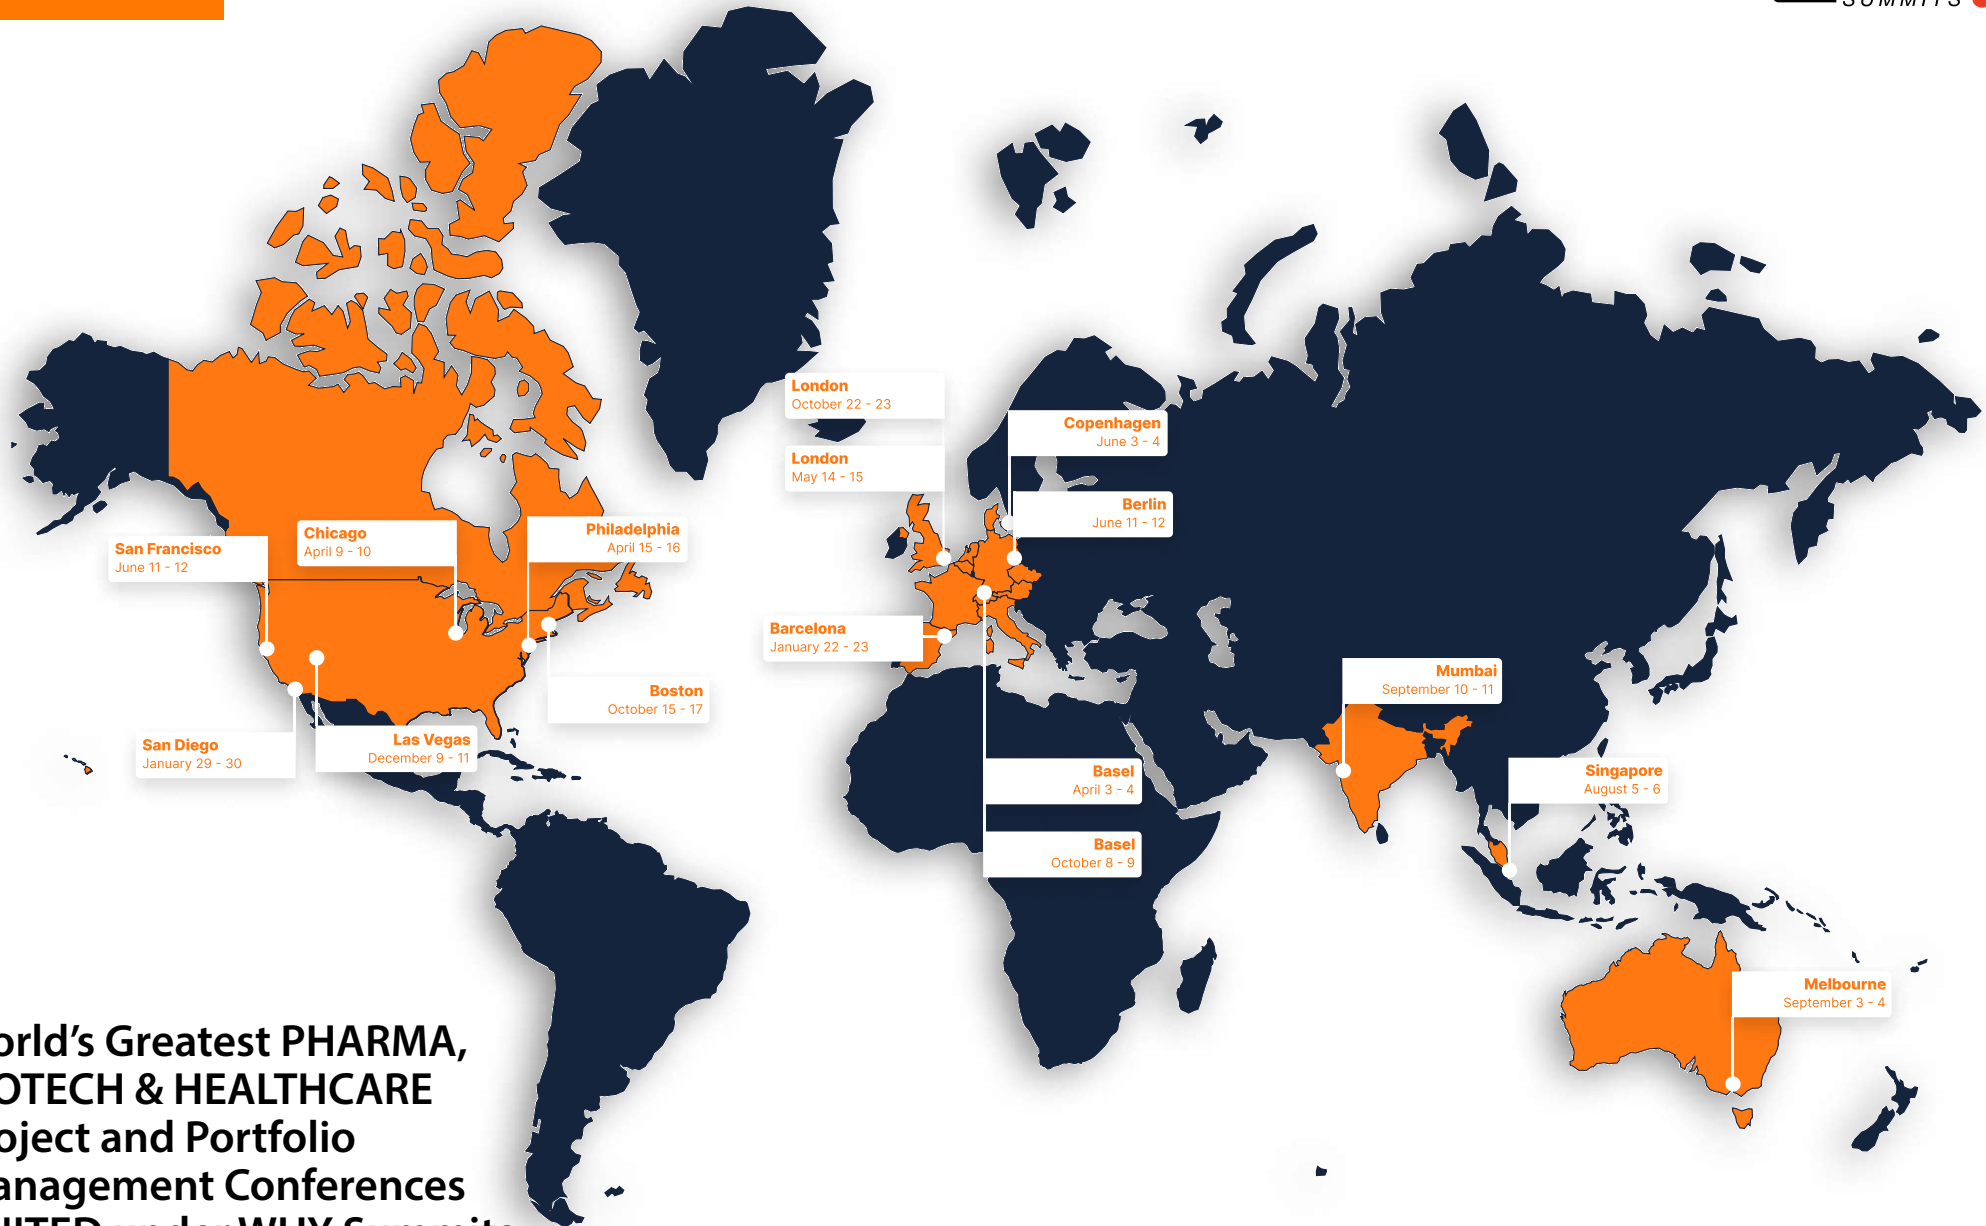 SUMMITS
London
October 22 - 23
London
May 14 - 15
Copenhagen
June 3 - 4
Berlin
June 11 - 12
San Francisco
June 11 - 12
Chicago
April 9 - 10
Philadelphia
April 15 - 16
Barcelona
January 22 - 23
Boston
October 15 - 17
San Diego
January 29 - 30
Las Vegas
December 9 - 11
Mumbai
September 10 - 11
Basel
April 3 - 4
Basel
October 8 - 9
Singapore
August 5 - 6
Melbourne
September 3 - 4
orld’s Greatest PHARMA,
OTECH & HEALTHCARE
oject and Portfolio
anagement Conferences
under WHY Summits